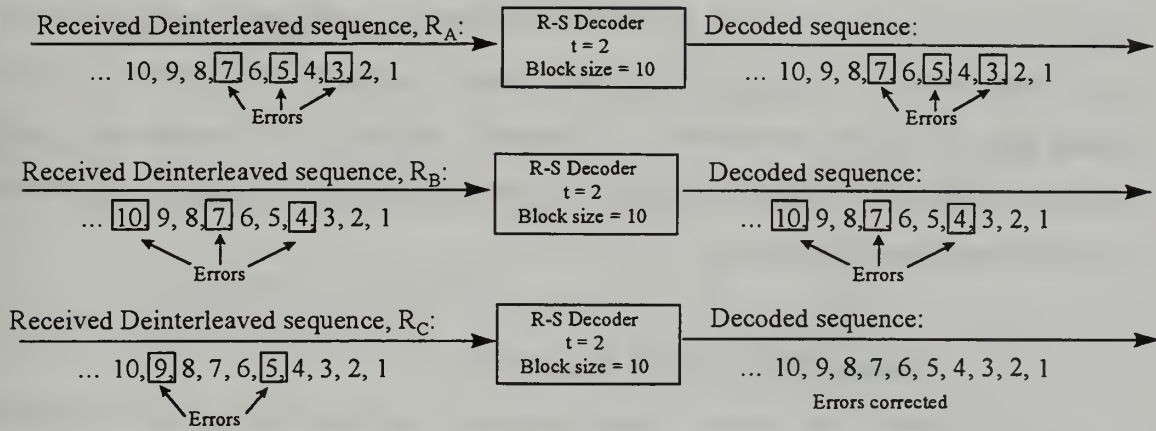 Received Deinterleaved sequence, R_A:
R-S Decoder
t = 2
Block size = 10
Decoded sequence:
... 10, 9, 8, 7, 6, 5, 4, 3, 2, 1
Errors
... 10, 9, 8, 7, 6, 5, 4, 3, 2, 1
Errors
Received Deinterleaved sequence, R_B:
R-S Decoder
t = 2
Block size = 10
Decoded sequence:
... 10, 9, 8, 7, 6, 5, 4, 3, 2, 1
Errors
... 10, 9, 8, 7, 6, 5, 4, 3, 2, 1
Errors
Received Deinterleaved sequence, R_C:
R-S Decoder
t = 2
Block size = 10
Decoded sequence:
... 10, 9, 8, 7, 6, 5, 4, 3, 2, 1
Errors
... 10, 9, 8, 7, 6, 5, 4, 3, 2, 1
Errors corrected